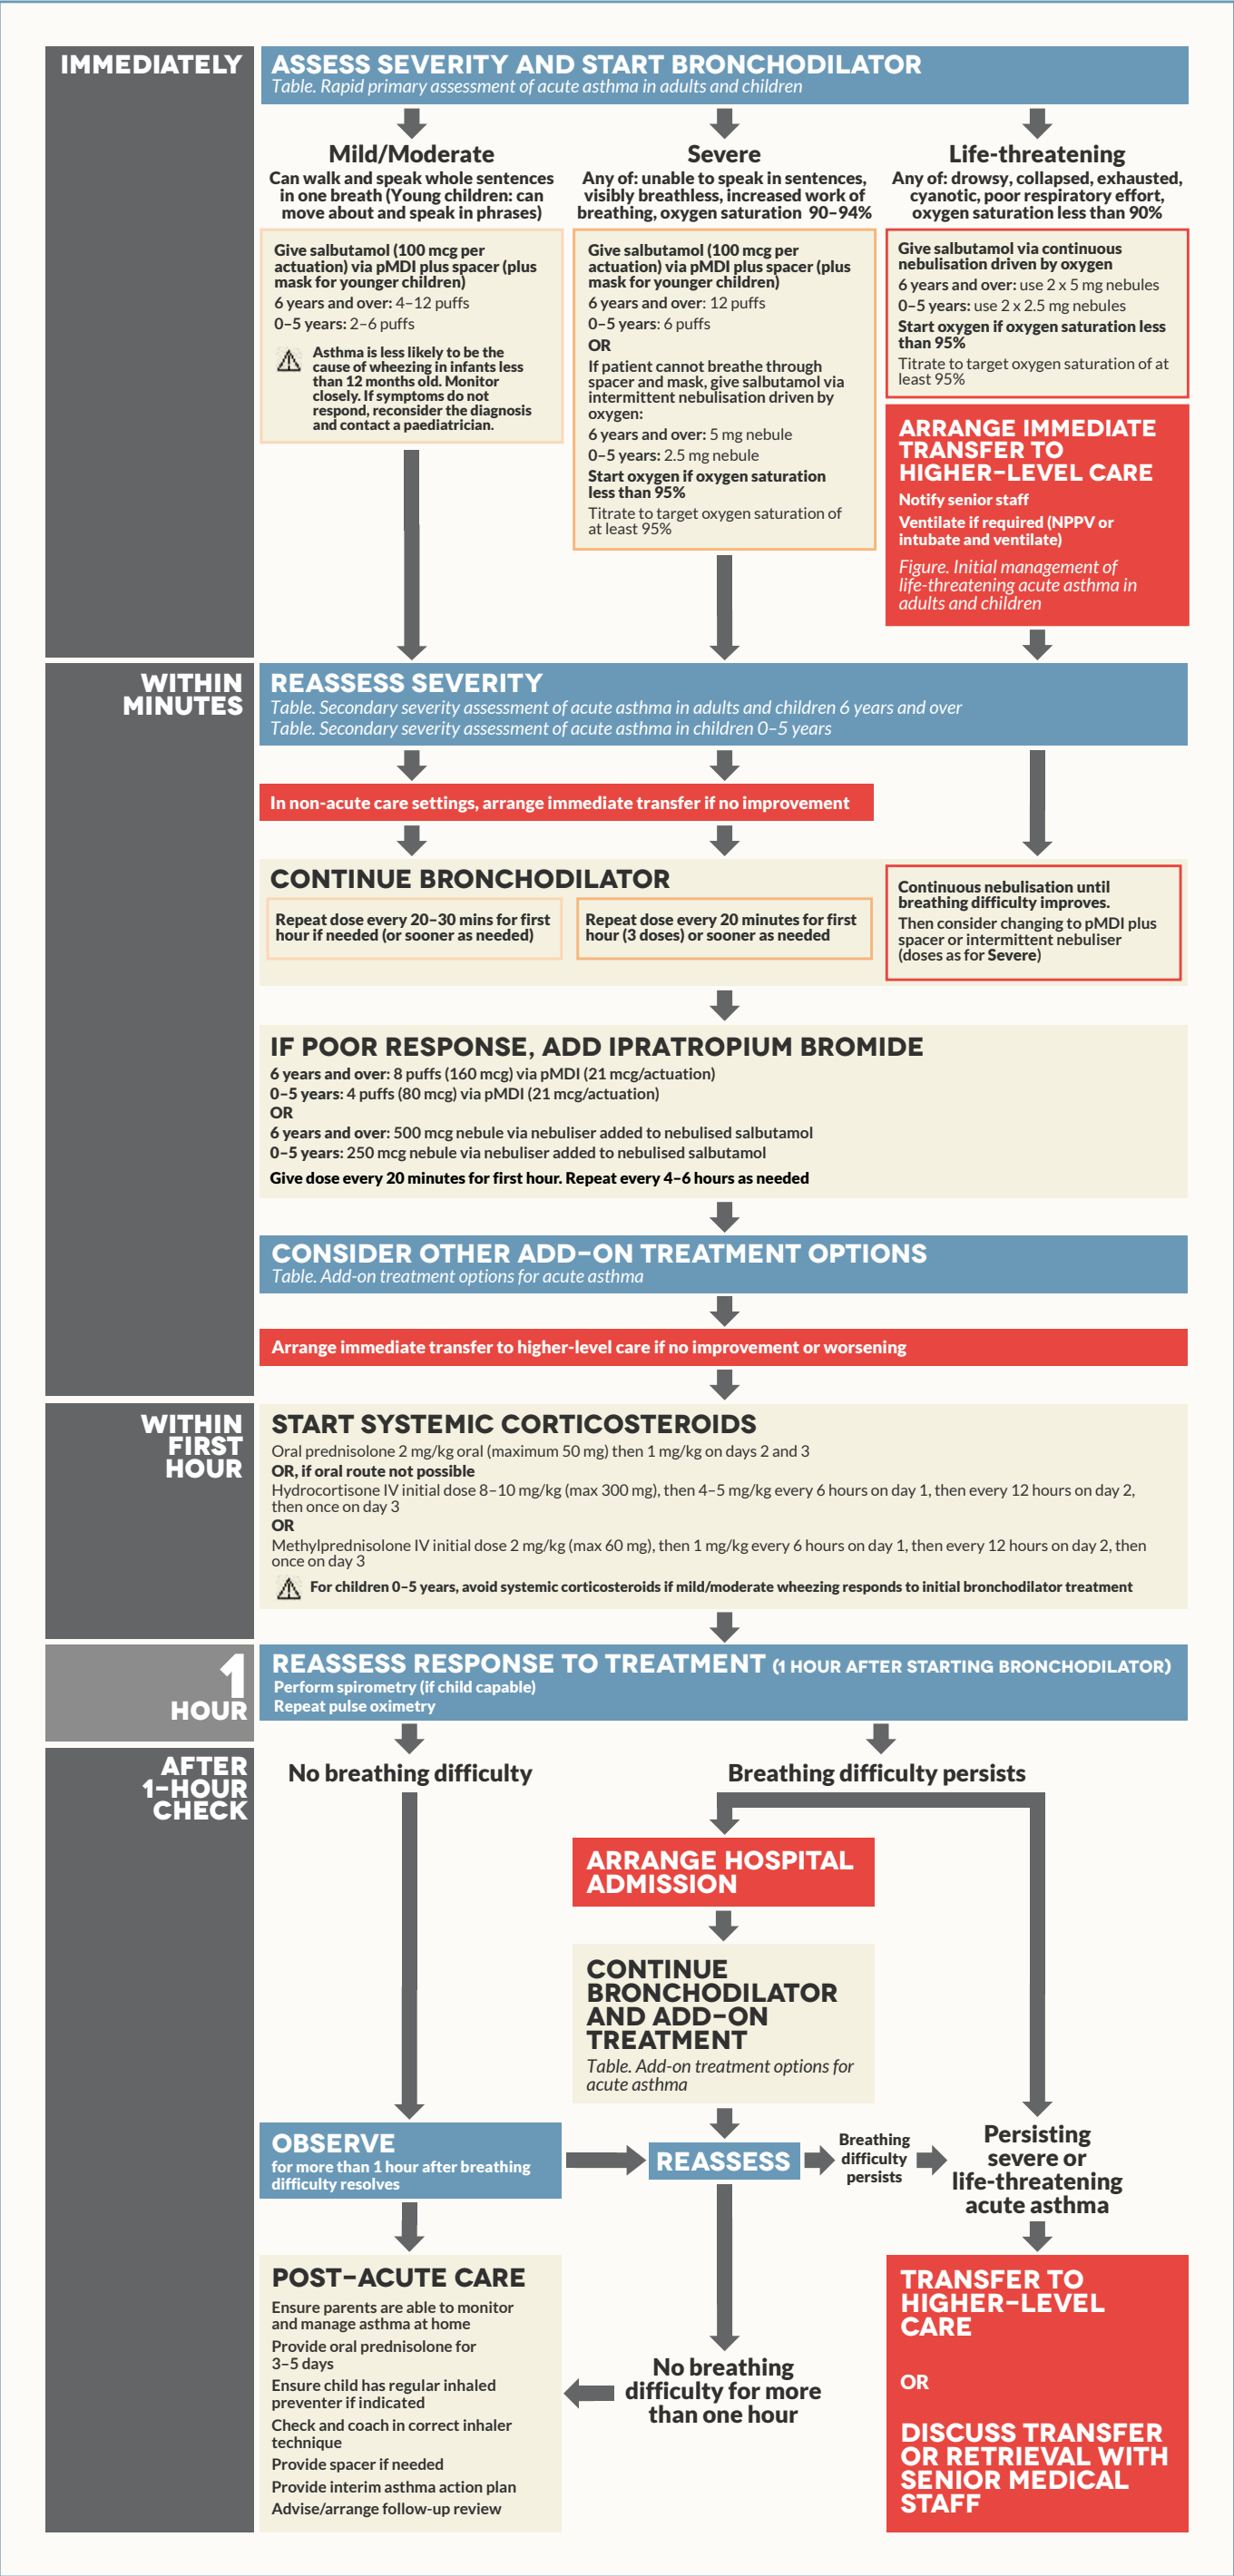 IMMEDIATELY
ASSESS SEVERITY AND START BRONCHODILATOR
Table. Rapid primary assessment of acute asthma in adults and children
Mild/Moderate
Can walk and speak whole sentences
in one breath (Young children: can
move about and speak in phrases)
Give salbutamol (100 mcg per
actuation) via pMDI plus spacer (plus
mask for younger children)
6 years and over: 4–12 puffs
0–5 years: 2–6 puffs
Asthma is less likely to be the
cause of wheezing in infants less
than 12 months old. Monitor
closely. If symptoms do not
respond, reconsider the diagnosis
and contact a paediatrician.
Severe
Any of: unable to speak in sentences,
visibly breathless, increased work of
breathing, oxygen saturation 90–94%
Give salbutamol (100 mcg per
actuation) via pMDI plus spacer (plus
mask for younger children)
6 years and over: 12 puffs
0–5 years: 6 puffs
OR
If patient cannot breathe through
spacer and mask, give salbutamol via
intermittent nebulisation driven by
oxygen:
6 years and over: 5 mg nebule
0–5 years: 2.5 mg nebule
Start oxygen if oxygen saturation
less than 95%
Titrate to target oxygen saturation of
at least 95%
Life-threatening
Any of: drowsy, collapsed, exhausted,
cyanotic, poor respiratory effort,
oxygen saturation less than 90%
Give salbutamol via continuous
nebulisation driven by oxygen
6 years and over: use 2 x 5 mg nebules
0–5 years: use 2 x 2.5 mg nebules
Start oxygen if oxygen saturation less
than 95%
Titrate to target oxygen saturation of at
least 95%
ARRANGE IMMEDIATE
TRANSFER TO
HIGHER-LEVEL CARE
Notify senior staff
Ventilate if required (NPPV or
intubate and ventilate)
Figure. Initial management of
life-threatening acute asthma in
adults and children
WITHIN
MINUTES
REASSESS SEVERITY
Table. Secondary severity assessment of acute asthma in adults and children 6 years and over
Table. Secondary severity assessment of acute asthma in children 0–5 years
In non-acute care settings, arrange immediate transfer if no improvement
CONTINUE BRONCHODILATOR
Repeat dose every 20–30 mins for first
hour if needed (or sooner as needed)
Repeat dose every 20 minutes for first
hour (3 doses) or sooner as needed
Continuous nebulisation until
breathing difficulty improves.
Then consider changing to pMDI plus
spacer or intermittent nebuliser
(doses as for Severe)
IF POOR RESPONSE, ADD IPRATROPIUM BROMIDE
6 years and over: 8 puffs (160 mcg) via pMDI (21 mcg/actuation)
0–5 years: 4 puffs (80 mcg) via pMDI (21 mcg/actuation)
OR
6 years and over: 500 mcg nebule via nebuliser added to nebulised salbutamol
0–5 years: 250 mcg nebule via nebuliser added to nebulised salbutamol
Give dose every 20 minutes for first hour. Repeat every 4–6 hours as needed
CONSIDER OTHER ADD-ON TREATMENT OPTIONS
Table. Add-on treatment options for acute asthma
Arrange immediate transfer to higher-level care if no improvement or worsening
WITHIN
FIRST
HOUR
START SYSTEMIC CORTICOSTEROIDS
Oral prednisolone 2 mg/kg oral (maximum 50 mg) then 1 mg/kg on days 2 and 3
OR, if oral route not possible
Hydrocortisone IV initial dose 8–10 mg/kg (max 300 mg), then 4–5 mg/kg every 6 hours on day 1, then every 12 hours on day 2,
then once on day 3
OR
Methylprednisolone IV initial dose 2 mg/kg (max 60 mg), then 1 mg/kg every 6 hours on day 1, then every 12 hours on day 2, then
once on day 3
For children 0–5 years, avoid systemic corticosteroids if mild/moderate wheezing responds to initial bronchodilator treatment
1
HOUR
REASSESS RESPONSE TO TREATMENT (1 HOUR AFTER STARTING BRONCHODILATOR)
Perform spirometry (if child capable)
Repeat pulse oximetry
AFTER
1-HOUR
CHECK
No breathing difficulty
Breathing difficulty persists
ARRANGE HOSPITAL
ADMISSION
CONTINUE
BRONCHODILATOR
AND ADD-ON
TREATMENT
Table. Add-on treatment options for
acute asthma
OBSERVE
for more than 1 hour after breathing
difficulty resolves
REASSESS
Breathing
difficulty
persists
Persisting
severe or
life-threatening
acute asthma
POST-ACUTE CARE
Ensure parents are able to monitor
and manage asthma at home
Provide oral prednisolone for
3–5 days
Ensure child has regular inhaled
preventer if indicated
Check and coach in correct inhaler
technique
Provide spacer if needed
Provide interim asthma action plan
Advise/arrange follow-up review
No breathing
difficulty for more
than one hour
TRANSFER TO
HIGHER-LEVEL
CARE
OR
DISCUSS TRANSFER
OR RETRIEVAL WITH
SENIOR MEDICAL
STAFF